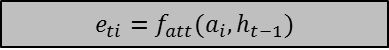 e_{ti} = f_{att}(a_i, h_{t-1})